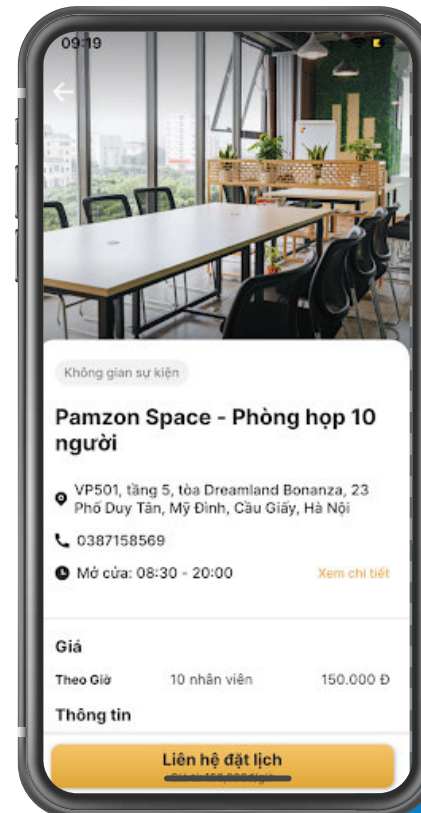 09:19
Không gian sự kiện
Pamzon Space - Phòng họp 10
người
VP501, tầng 5, tòa Dreamland Bonanza, 23
Phố Duy Tân, Mỹ Đình, Cầu Giấy, Hà Nội
0387158569
Mở cửa: 08:30 - 20:00 Xem chi tiết
Giá
Theo Giờ 10 nhân viên 150.000 Đ
Thông tin
Liên hệ đặt lịch